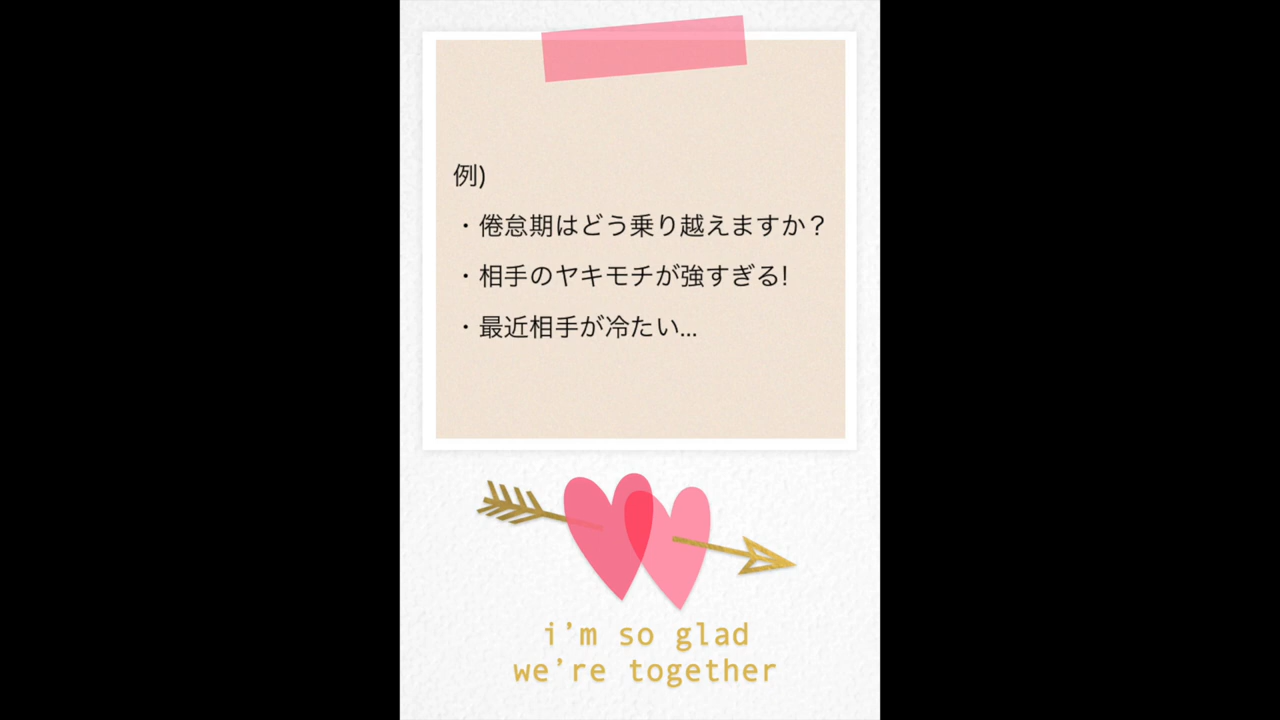 例)
・倦怠期はどう乗り越えますか？
・相手のヤキモチが強すぎる!
・最近相手が冷たい...
i’m so glad
we’re together